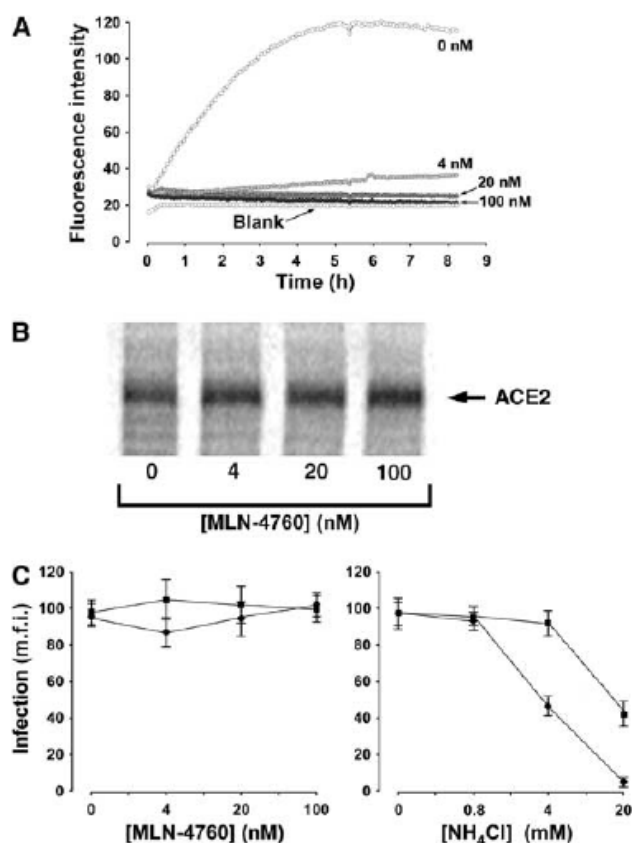 A
Fluorescence intensity
120
100
80
60
40
20
0
0 nM
4 nM
20 nM
100 nM
Blank
0 1 2 3 4 5 6 7 8 9
Time (h)
B
ACE2
0 4 20 100
[MLN-4760] (nM)
C
Infection (m.f.i.)
120
100
80
60
40
20
0
0 4 20 100
[MLN-4760] (nM)
120
100
80
60
40
20
0
0 0.8 4 20
[NH₄Cl] (mM)